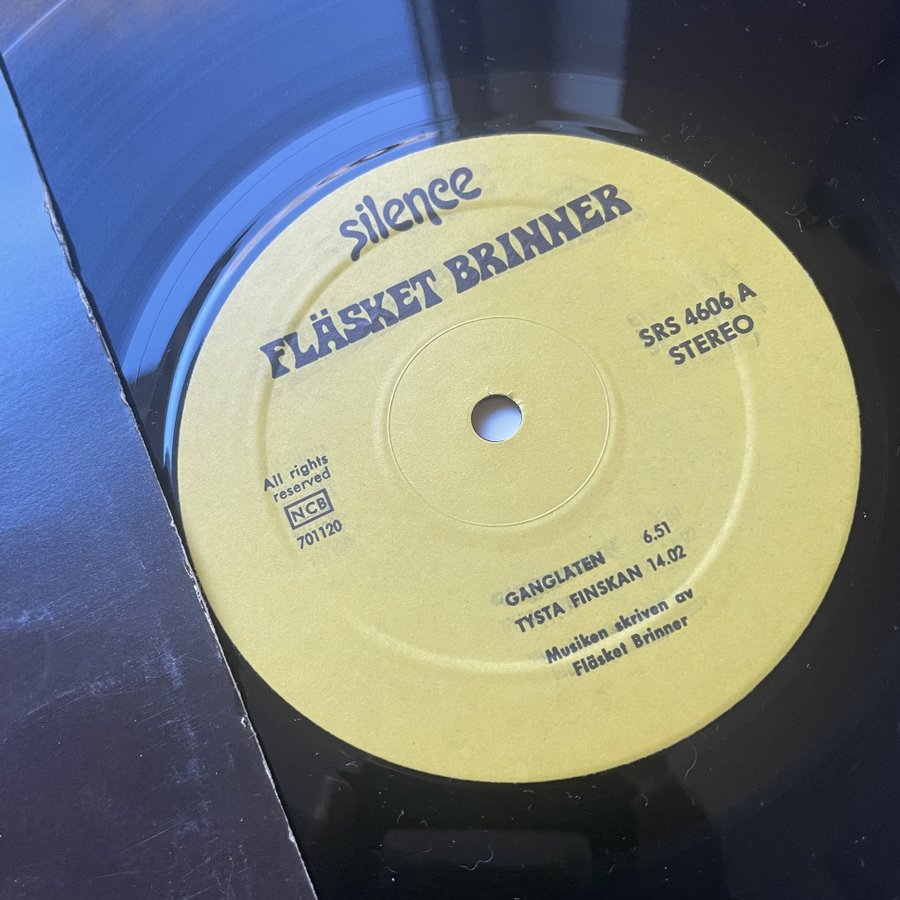 silence
FLÄSKET BRINNER
SRS 4606 A
STEREO
All rights
reserved
NCB
701120
GANGLATEN 6.51
TYSTA FINSKAN 14.02
Musiken skriven av
Fläsket Brinner